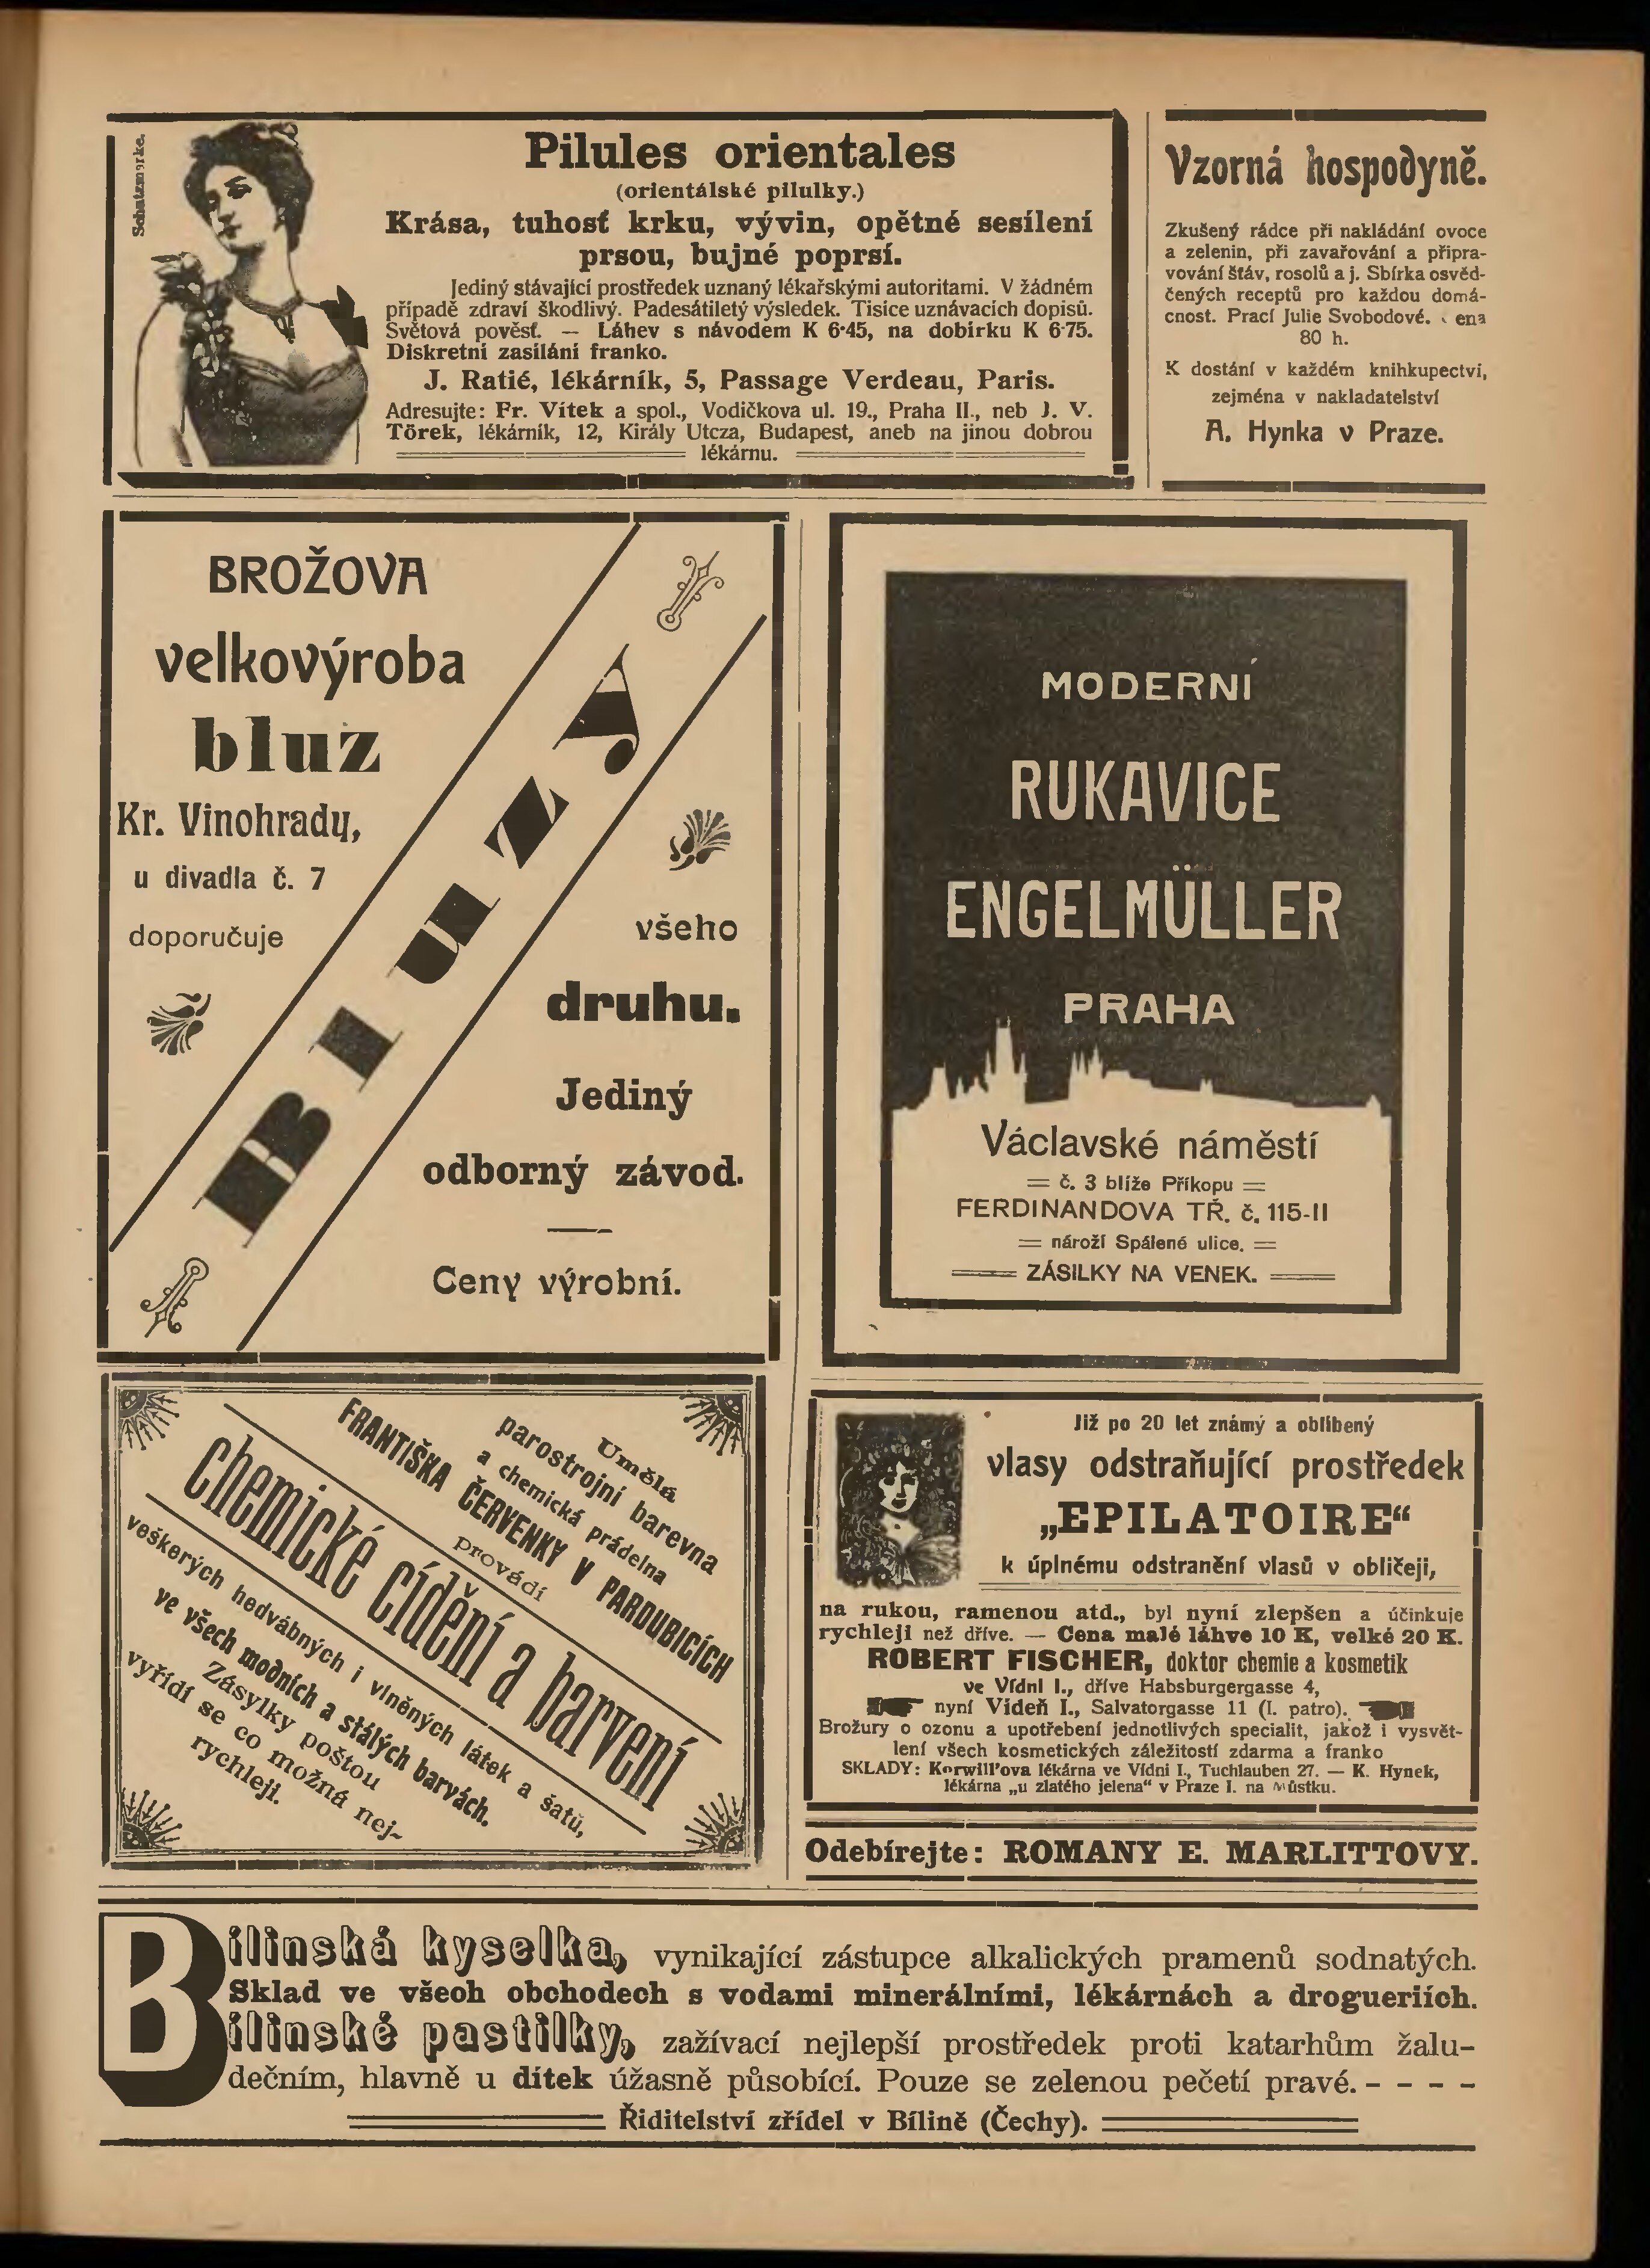 Schutzmarke.
Pilules orientales
(orientálské pilulky.)
Krása, tuhosť krku, vývin, opětné sesílení
prsou, bujné poprsí.
Jediný stávající prostředek uznaný lékařskými autoritami. V žádném
případě zdraví škodlivý. Padesátiletý výsledek. Tisíce uznávacích dopisů.
Světová pověsť. — Láhev s návodem K 6·45, na dobírku K 6·75.
Diskretní zasílání franko.
J. Ratié, lékárník, 5, Passage Verdeau, Paris.
Adresujte: Fr. Vítek a spol., Vodičkova ul. 19., Praha II., neb J. V.
Törek, lékárník, 12, Király Utcza, Budapest, aneb na jinou dobrou
lékárnu.
Vzorná hospodyně.
Zkušený rádce při nakládání ovoce
a zelenin, při zavařování a připra-
vování šťáv, rosolů a j. Sbírka osvěd-
čených receptů pro každou domá-
cnost. Prací Julie Svobodové. ena
80 h.
K dostání v každém knihkupectví,
zejména v nakladatelství
A. Hynka v Praze.
BROŽOVA
velkovýroba
bluz
Kr. Vinohrady,
u divadla č. 7
doporučuje
Bluzy
všeho
druhu.
Jediný
odborný závod.
Ceny výrobní.
MODERNÍ
RUKAVICE
ENGELMÜLLER
PRAHA
Václavské náměstí
č. 3 blíže Příkopu
FERDINANDOVA TŘ. č. 115-II
nároží Spálené ulice.
ZÁSILKY NA VENEK.
Umělá
parostrojní barevna
a chemická prádelna
FRANTIŠKA ČERVENKY V PARDUBICÍCH
provádí
chemické cídění a barvení
veškerých hedvábných i vlněných látek a šatů,
ve všech modních a stálých barvách.
Zásylky poštou
vyřídí se co možná nej-
rychleji.
Již po 20 let známý a oblíbený
vlasy odstraňující prostředek
„EPILATOIRE“
k úplnému odstranění vlasů v obličeji,
na rukou, ramenou atd., byl nyní zlepšen a účinkuje
rychleji než dříve. — Cena malé láhve 10 K, velké 20 K.
ROBERT FISCHER, doktor chemie a kosmetik
ve Vídni I., dříve Habsburgergasse 4,
nyní Vídeň I., Salvatorgasse 11 (I. patro).
Brožury o ozonu a upotřebení jednotlivých specialit, jakož i vysvět-
lení všech kosmetických záležitostí zdarma a franko
SKLADY: Korwill'ova lékárna ve Vídni I., Tuchlauben 27. — K. Hynek,
lékárna „u zlatého jelena“ v Praze I. na Můstku.
Odebírejte: ROMANY E. MARLITTOVY.
Bílinská kyselka, vynikající zástupce alkalických pramenů sodnatých.
Sklad ve všech obchodech s vodami minerálními, lékárnách a drogueriích.
Bílinské pastilky, zažívací nejlepší prostředek proti katarhům žalu-
dečním, hlavně u dítek úžasně působící. Pouze se zelenou pečetí pravé. - - - -
Řiditelství zřídel v Bílině (Čechy).